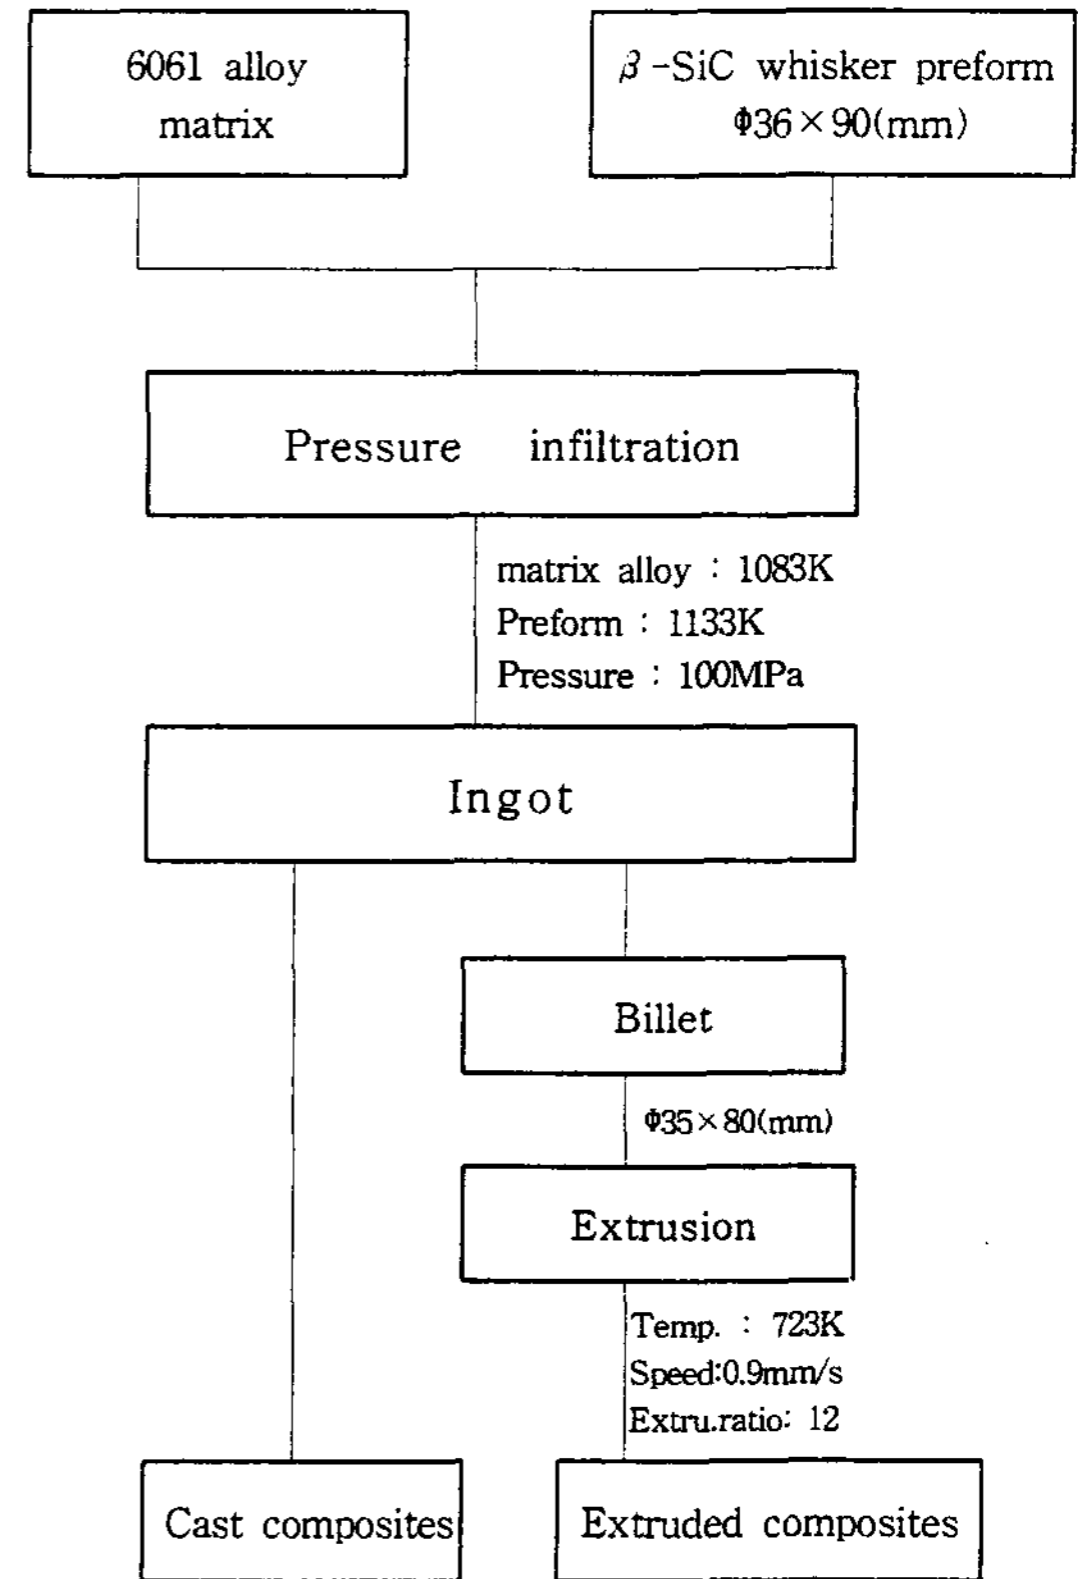 6061 alloy
matrix
β-SiC whisker preform
Φ36×90(mm)
Pressure infiltration
matrix alloy : 1083K
Preform : 1133K
Pressure : 100MPa
Ingot
Billet
Φ35×80(mm)
Extrusion
Temp. : 723K
Speed:0.9mm/s
Extru.ratio: 12
Cast composites
Extruded composites